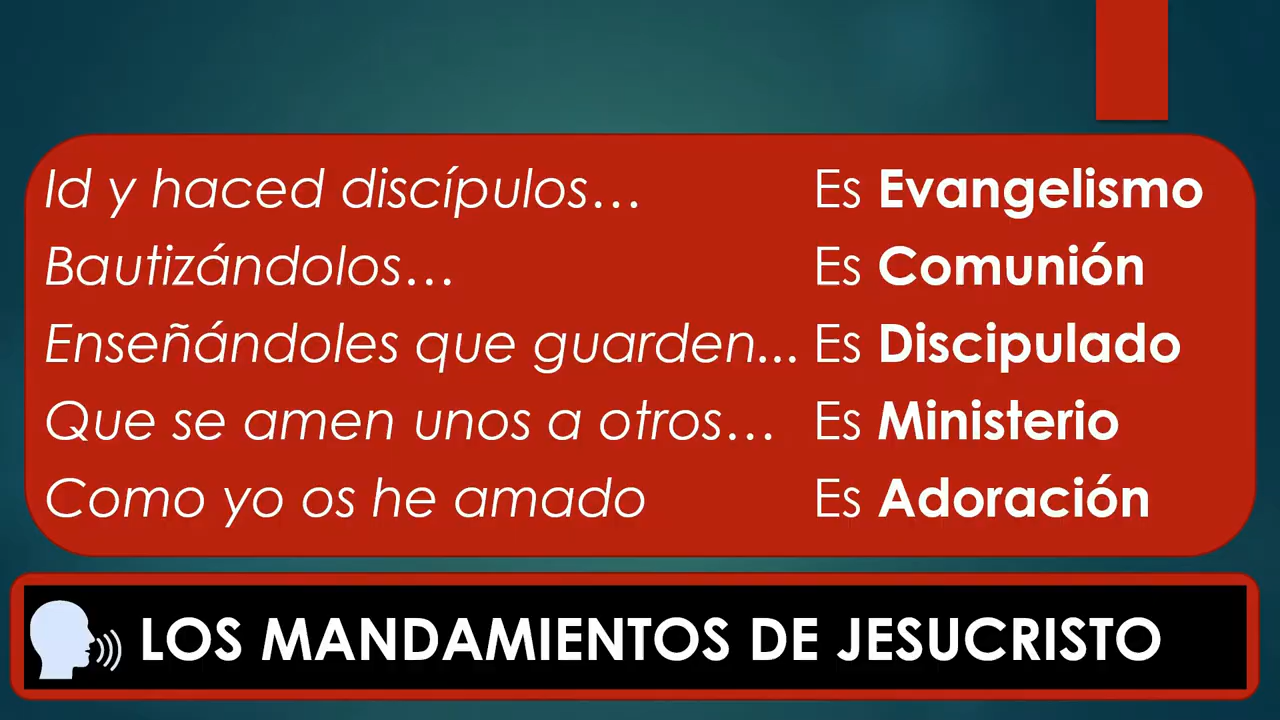 Id y haced discípulos… Es Evangelismo
Bautizándolos… Es Comunión
Enseñándoles que guarden... Es Discipulado
Que se amen unos a otros… Es Ministerio
Como yo os he amado Es Adoración
LOS MANDAMIENTOS DE JESUCRISTO